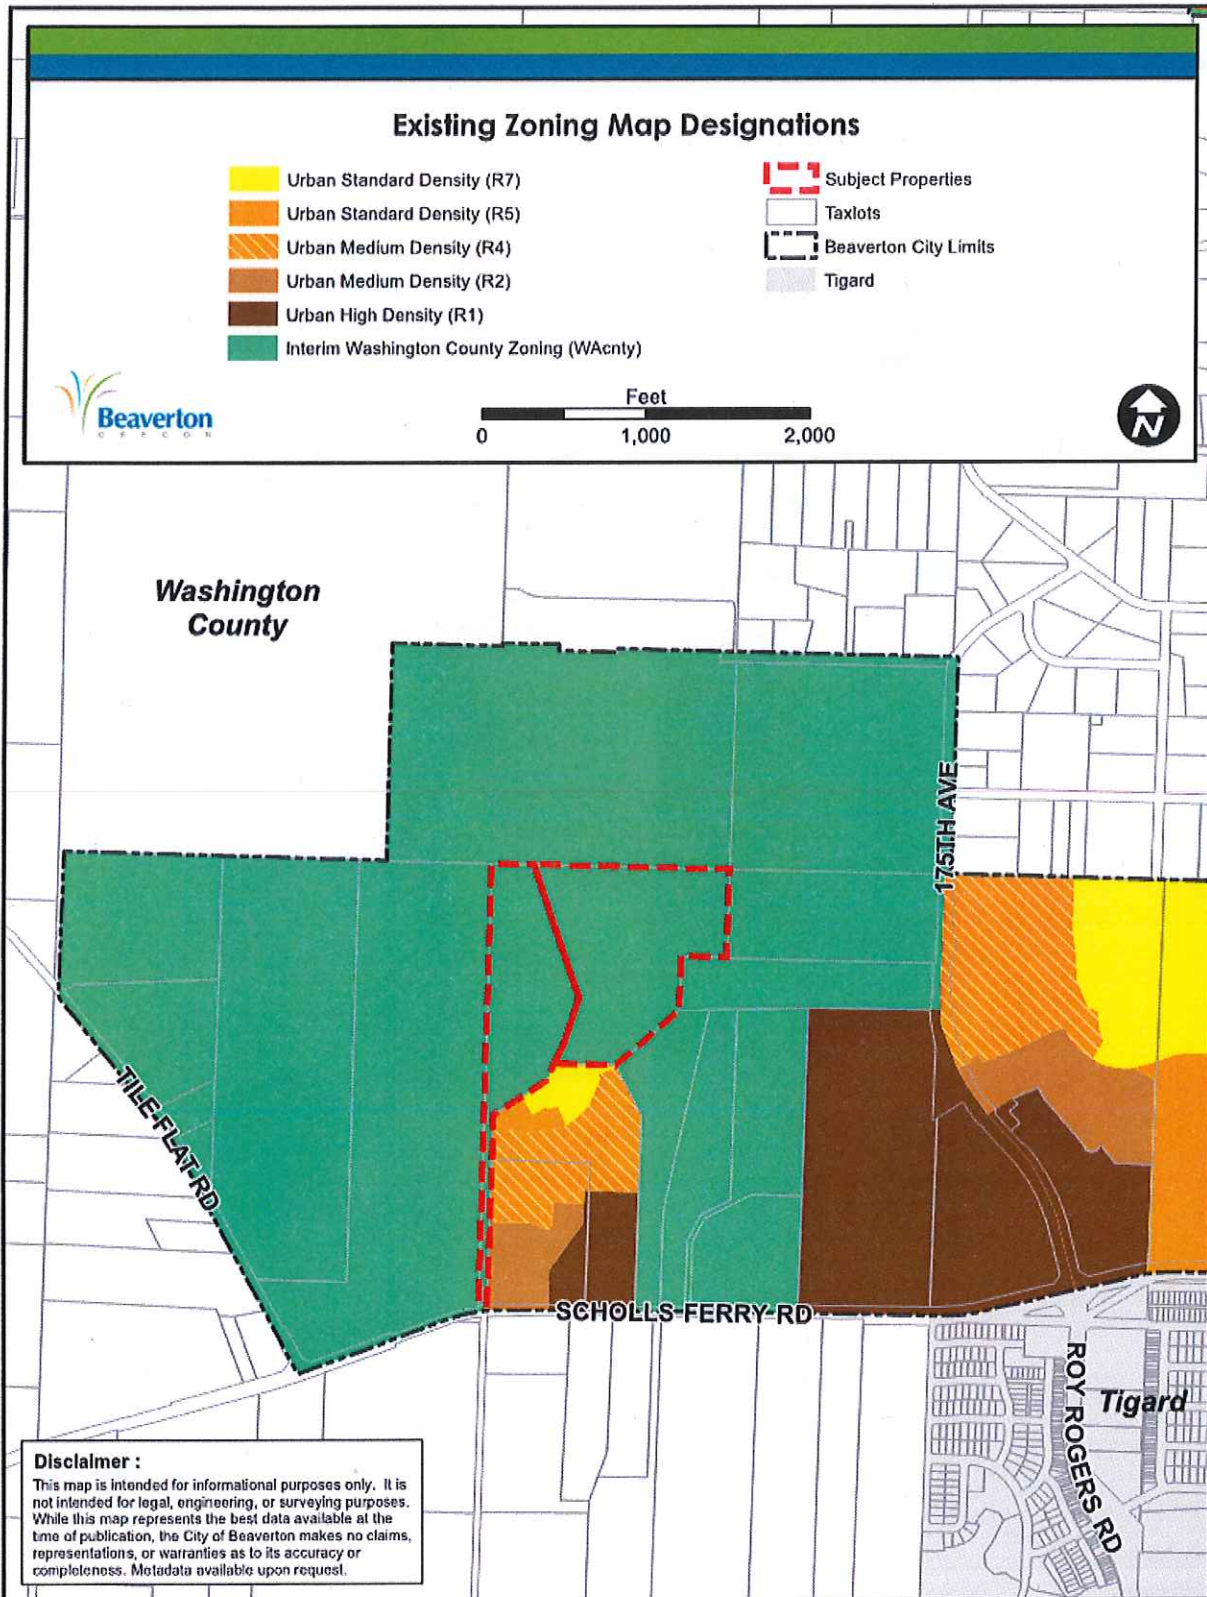 Existing Zoning Map Designations
Urban Standard Density (R7)
Urban Standard Density (R5)
Urban Medium Density (R4)
Urban Medium Density (R2)
Urban High Density (R1)
Interim Washington County Zoning (WAcnty)
Subject Properties
Taxlots
Beaverton City Limits
Tigard
Beaverton
OREGON
Feet
0 1,000 2,000
N
Washington
County
175TH AVE
TILE-FLAT-RD
SCHOLLS FERRY RD
ROY ROGERS RD
Tigard
Disclaimer :
This map is intended for informational purposes only. It is
not intended for legal, engineering, or surveying purposes.
While this map represents the best data available at the
time of publication, the City of Beaverton makes no claims,
representations, or warranties as to its accuracy or
completeness. Metadata available upon request.